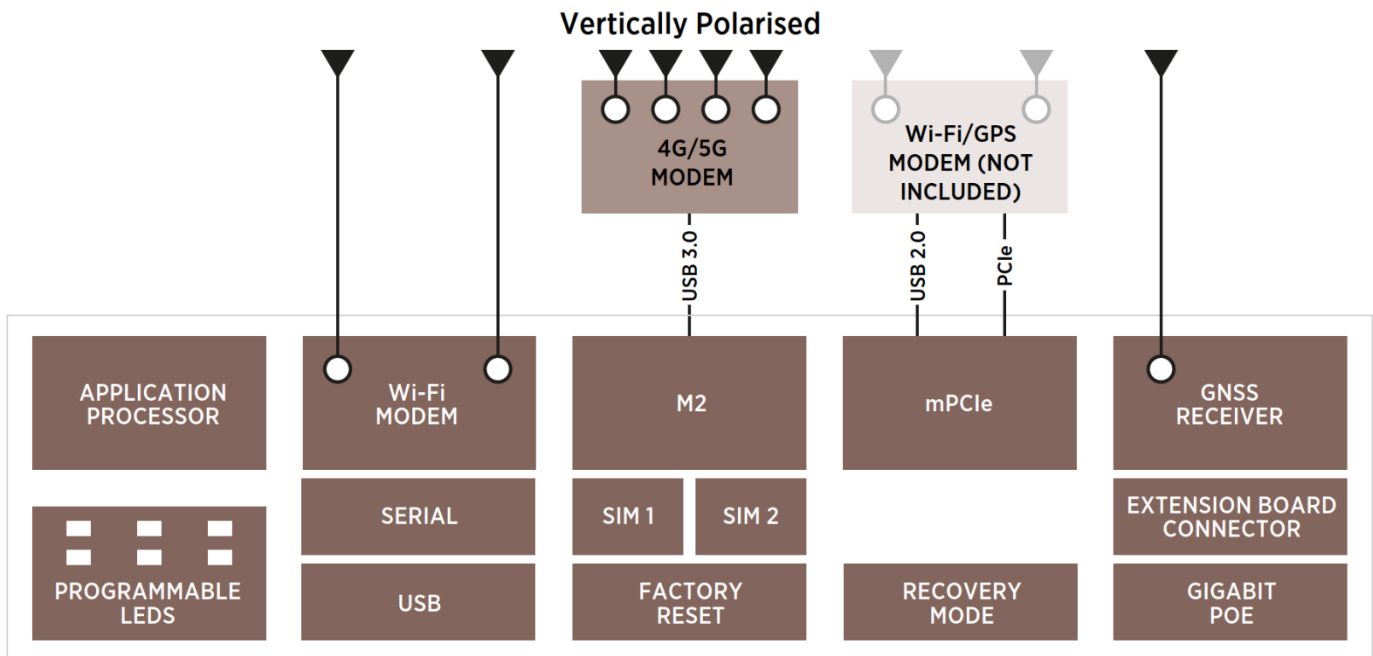 Vertically Polarised
4G/5G
MODEM
Wi-Fi/GPS
MODEM (NOT
INCLUDED)
USB 3.0
USB 2.0
PCIe
APPLICATION
PROCESSOR
Wi-Fi
MODEM
M2
mPCIe
GNSS
RECEIVER
SERIAL
SIM 1
SIM 2
EXTENSION BOARD
CONNECTOR
PROGRAMMABLE
LEDS
USB
FACTORY
RESET
RECOVERY
MODE
GIGABIT
POE